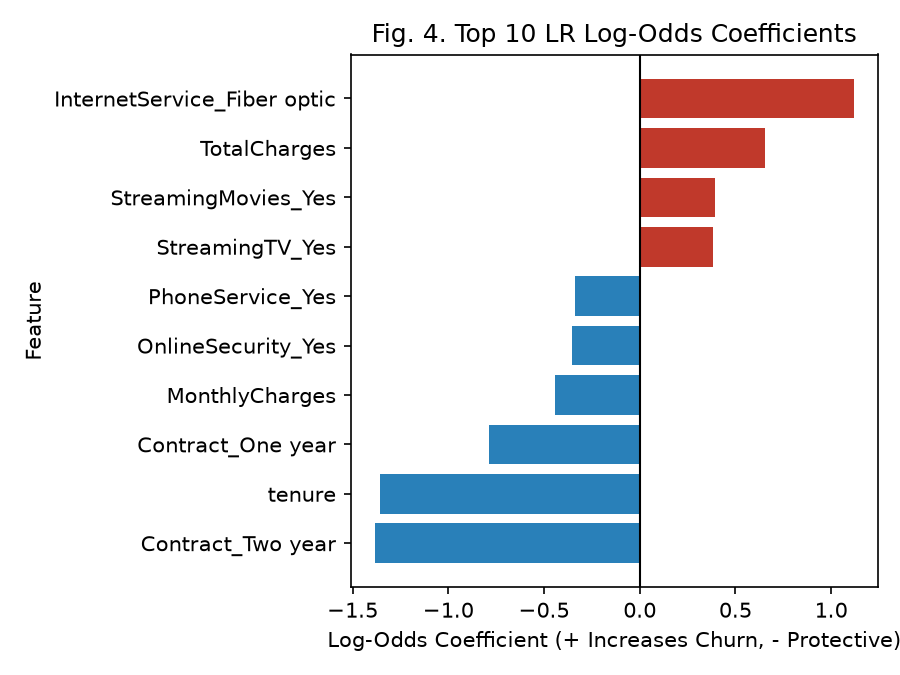 Fig. 4. Top 10 LR Log-Odds Coefficients
InternetService_Fiber optic
TotalCharges
StreamingMovies_Yes
StreamingTV_Yes
PhoneService_Yes
OnlineSecurity_Yes
MonthlyCharges
Contract_One year
tenure
Contract_Two year
Feature
−1.5 −1.0 −0.5 0.0 0.5 1.0
Log-Odds Coefficient (+ Increases Churn, - Protective)